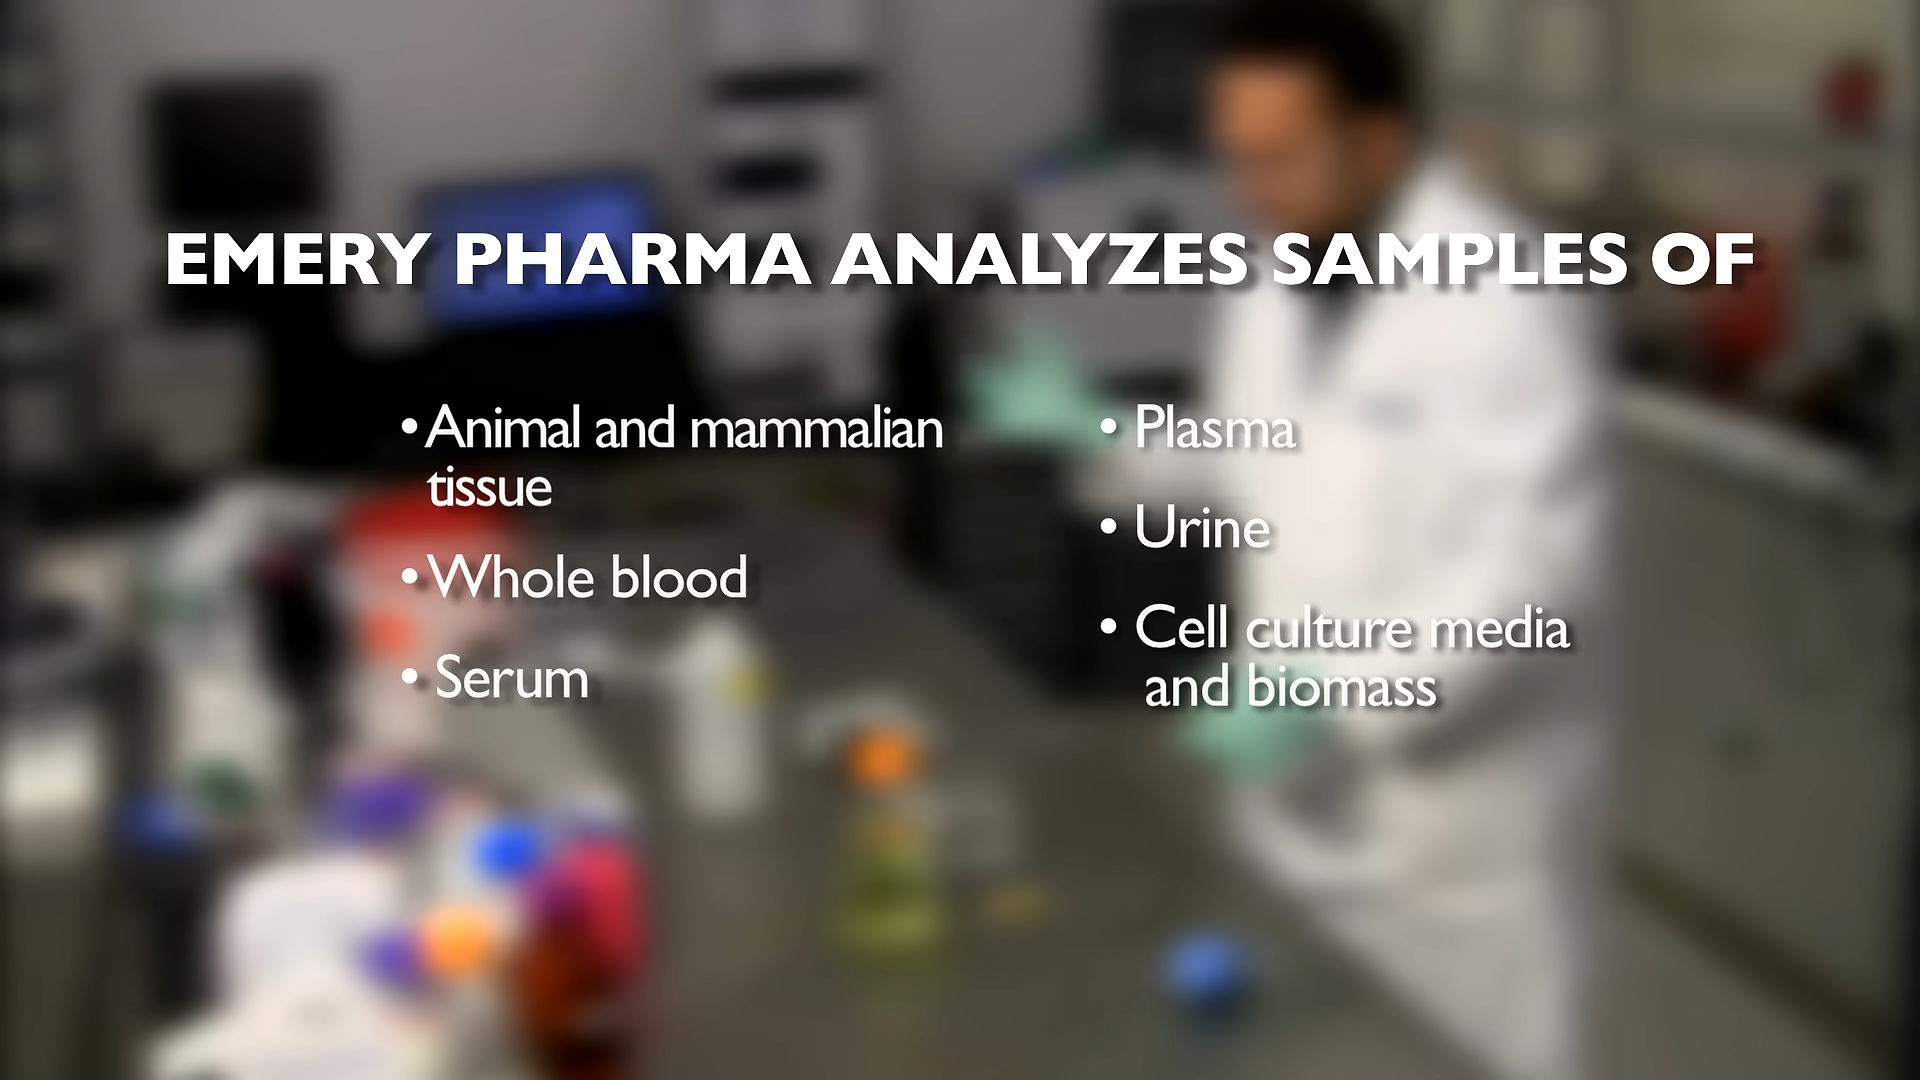 EMERY PHARMA ANALYZES SAMPLES OF
• Animal and mammalian
tissue
• Whole blood
• Serum
• Plasma
• Urine
• Cell culture media
and biomass